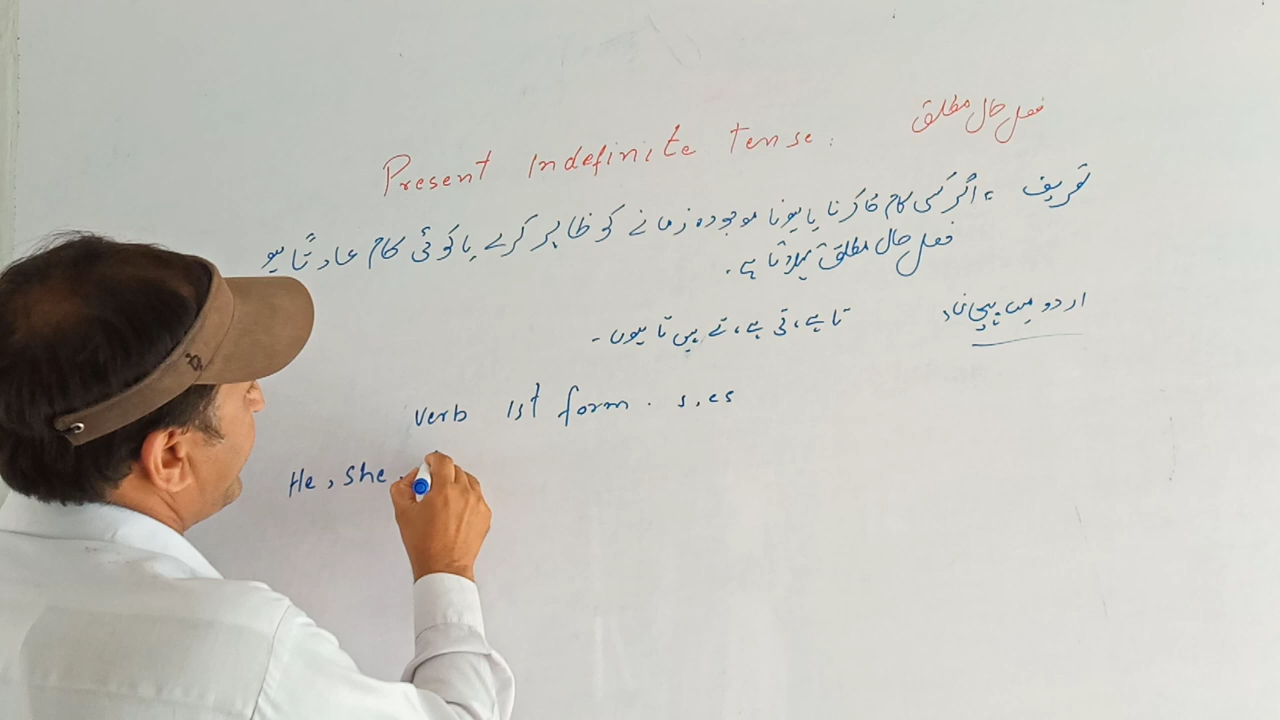 Present Indefinite Tense : فعل حال مطلق
تعریف ، اگر کسی کام کا کرنا یا ہونا موجودہ زمانے کو ظاہر کرے یا کوئی کام عادتاً ہو
فعل حال مطلق کہلاتا ہے۔
اردو میں پہچان، تا ہے، تی ہے، تے ہیں تا ہوں۔
Verb 1st form . s, es
He, She